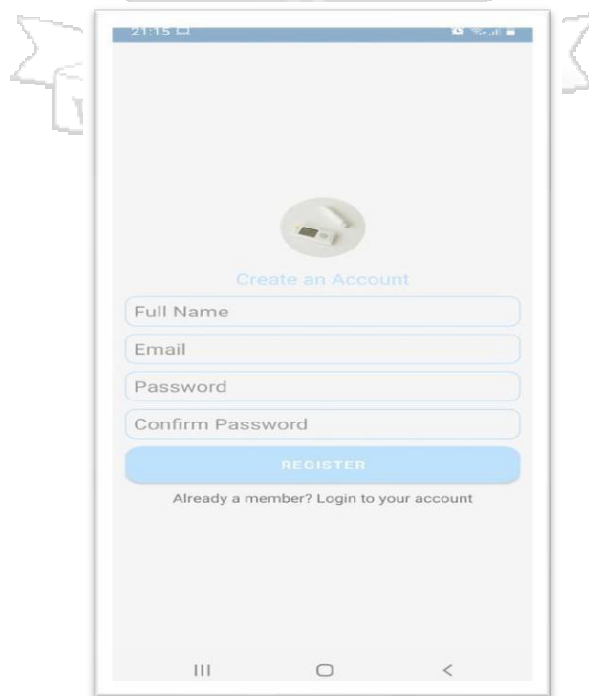 21:15
Create an Account
Full Name
Email
Password
Confirm Password
REGISTER
Already a member? Login to your account